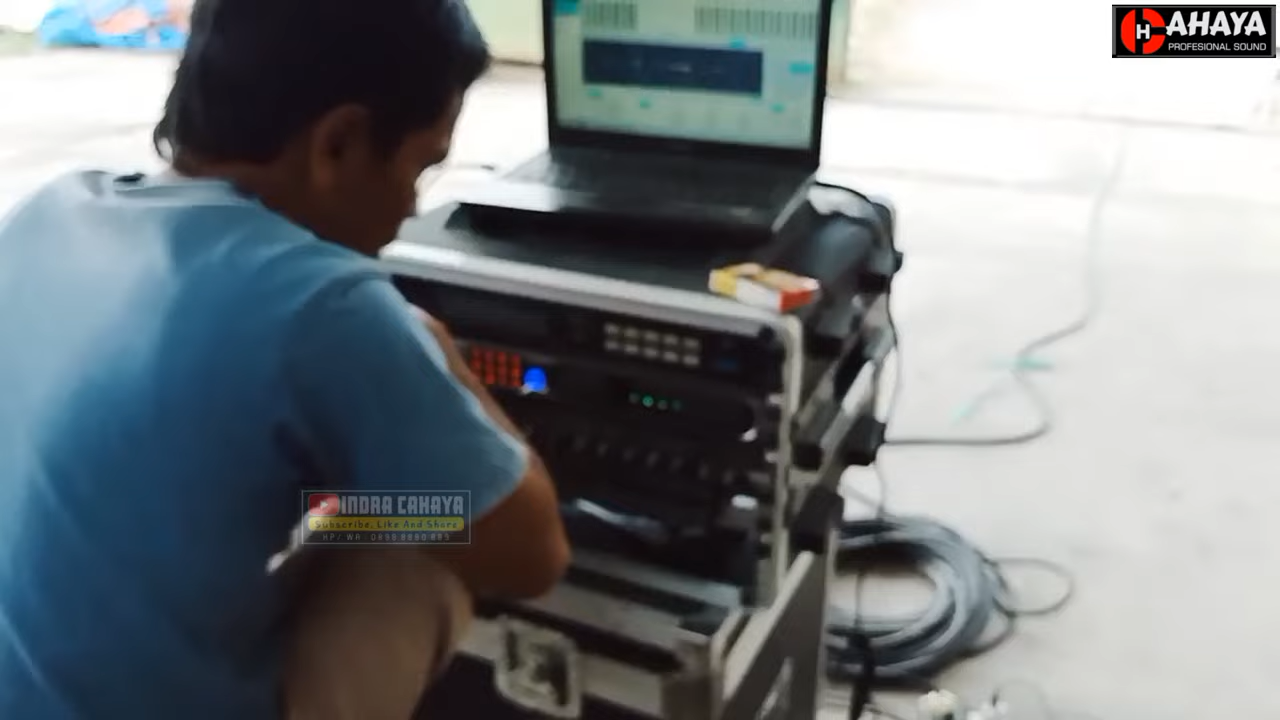 CAHAYA
H
PROFESIONAL SOUND
INDRA CAHAYA
Subscribe, Like And Share